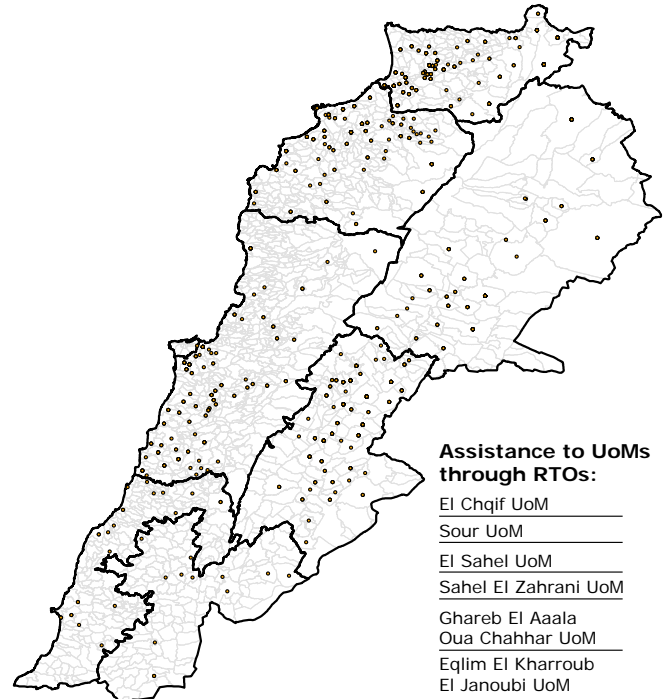 Assistance to UoMs
through RTOs:
El Chqif UoM
Sour UoM
El Sahel UoM
Sahel El Zahrani UoM
Ghareb El Aaala
Oua Chahhar UoM
Eqlim El Kharroub
El Janoubi UoM